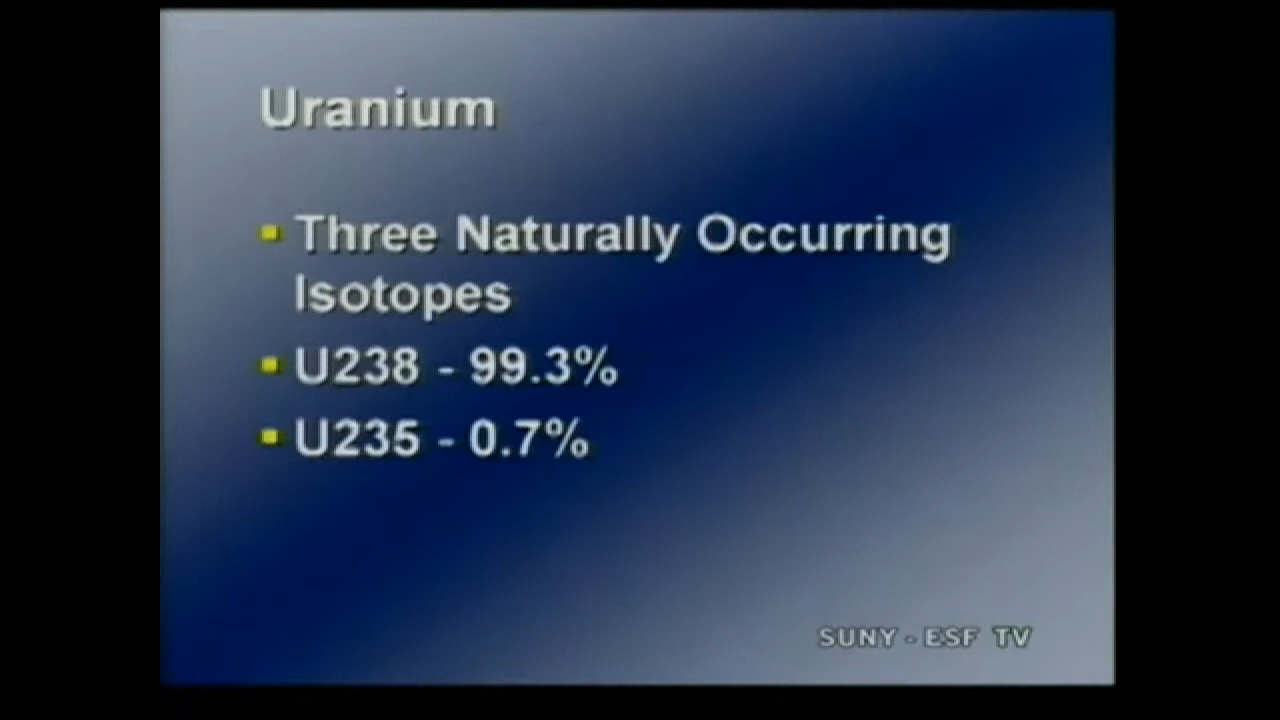 Uranium
Three Naturally Occurring
Isotopes
U238 - 99.3%
U235 - 0.7%
SUNY - ESF TV